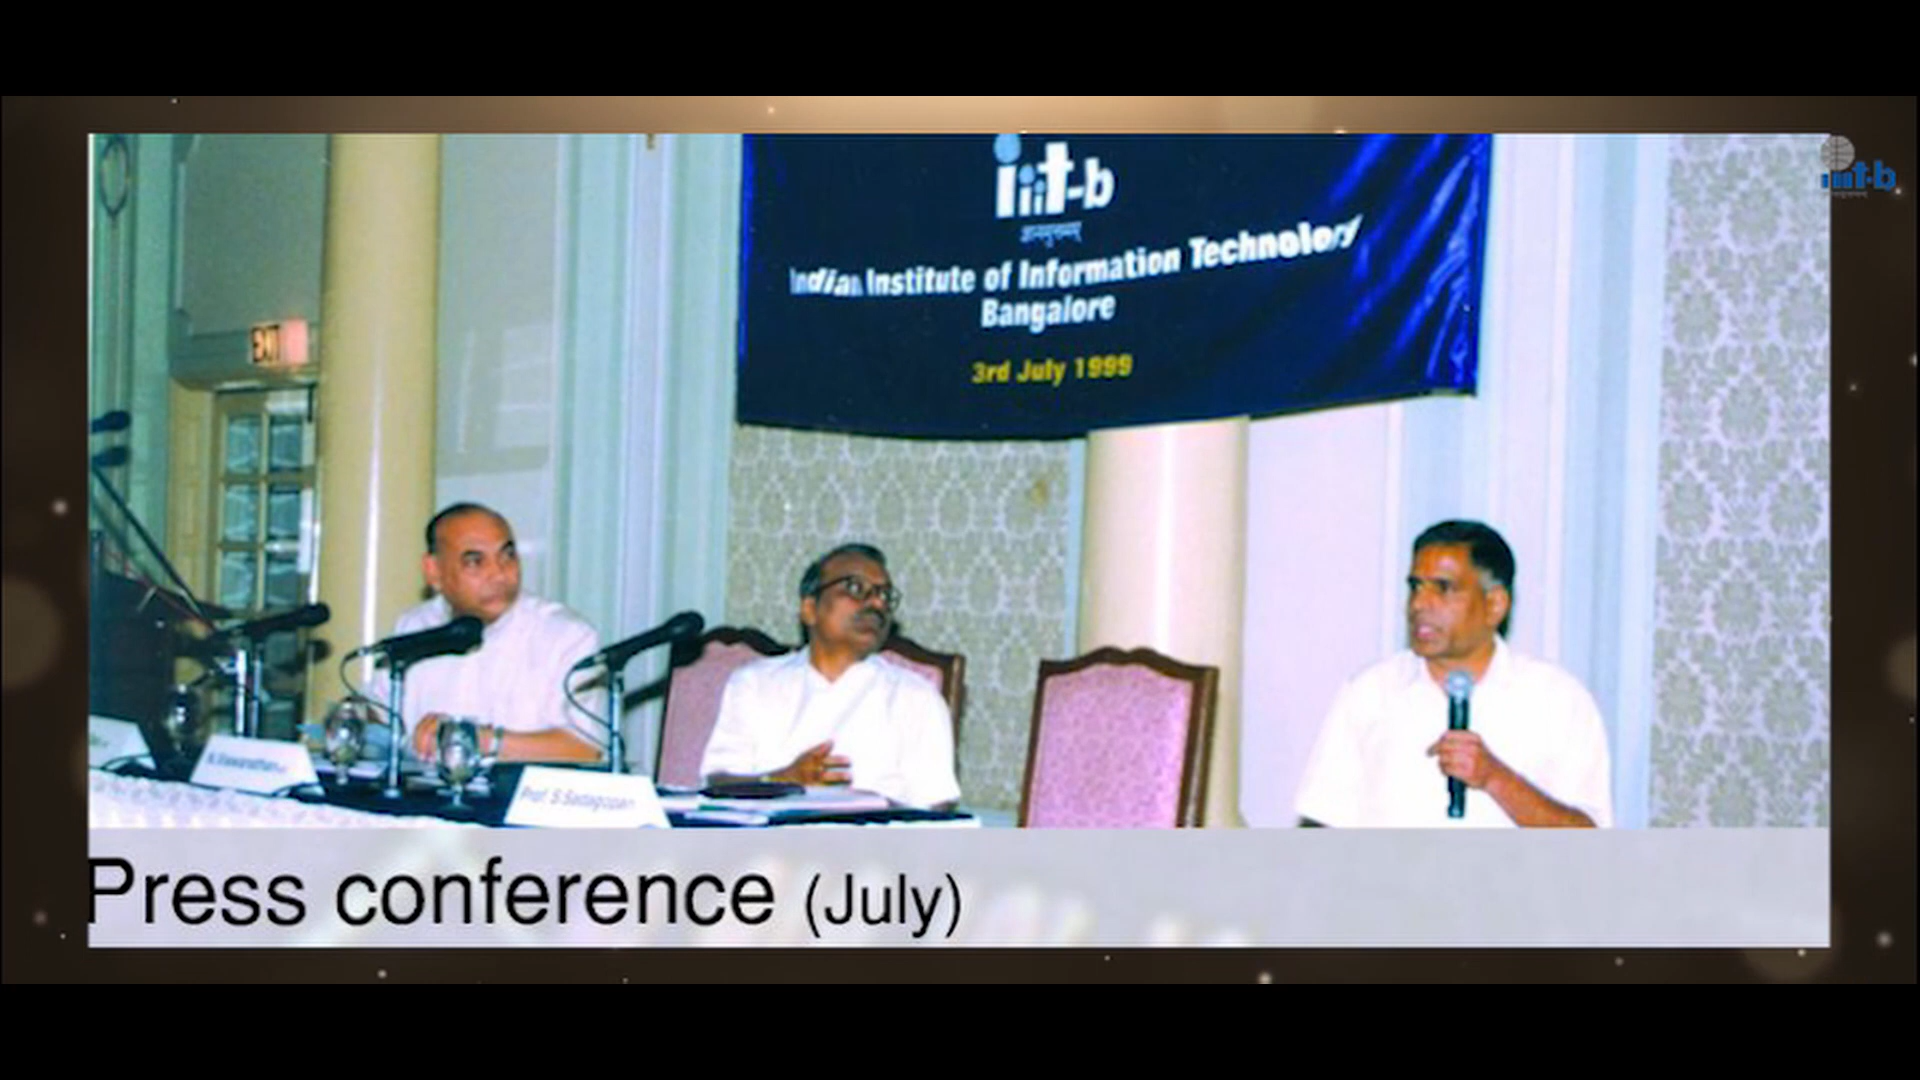 iiit-b
iiit-b
Indian Institute of Information Technology
Bangalore
3rd July 1999
EXIT
Prof. S Sadagopan
Press conference (July)